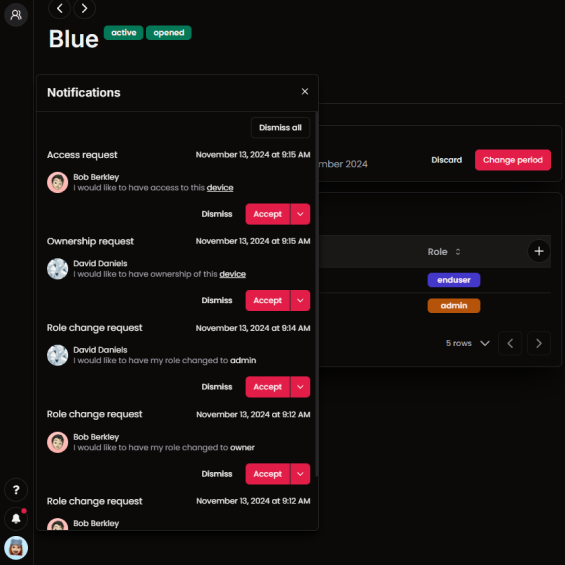 Blue
active
opened
Notifications
Dismiss all
Access request
November 13, 2024 at 9:15 AM
Bob Berkley
I would like to have access to this device
Dismiss
Accept
Ownership request
November 13, 2024 at 9:15 AM
David Daniels
I would like to have ownership of this device
Dismiss
Accept
Role change request
November 13, 2024 at 9:14 AM
David Daniels
I would like to have my role changed to admin
Dismiss
Accept
Role change request
November 13, 2024 at 9:12 AM
Bob Berkley
I would like to have my role changed to owner
Dismiss
Accept
Role change request
November 13, 2024 at 9:12 AM
Bob Berkley
mber 2024
Discard
Change period
Role
+
enduser
admin
5 rows
?